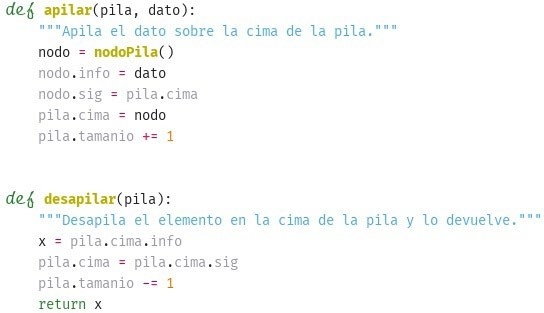 def apilar(pila, dato):
    """Apila el dato sobre la cima de la pila."""
    nodo = nodoPila()
    nodo.info = dato
    nodo.sig = pila.cima
    pila.cima = nodo
    pila.tamanio += 1
def desapilar(pila):
    """Desapila el elemento en la cima de la pila y lo devuelve."""
    x = pila.cima.info
    pila.cima = pila.cima.sig
    pila.tamanio -= 1
    return x